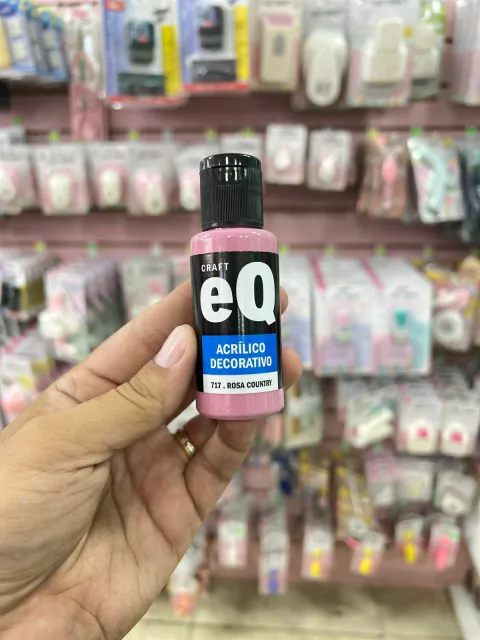 CRAFT
eQ
ACRÍLICO
DECORATIVO
717 . ROSA COUNTRY